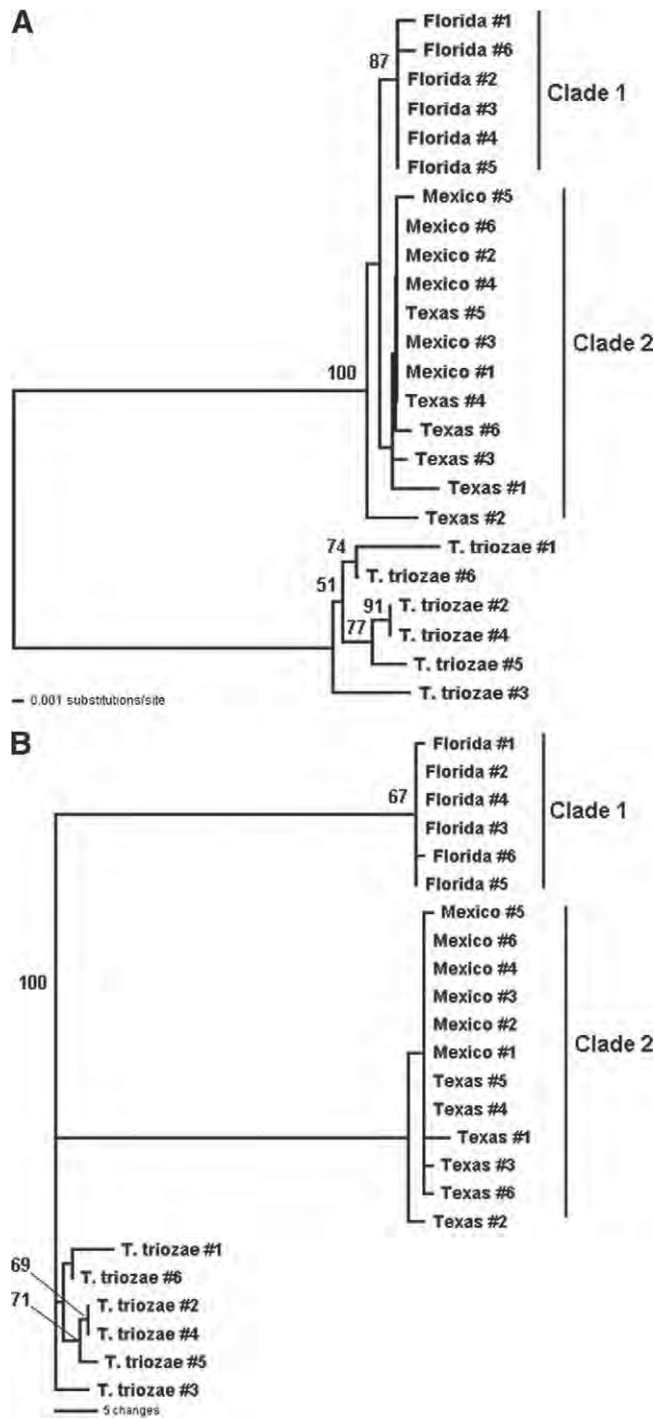 A
Florida #1
Florida #6
87
Florida #2
Clade 1
Florida #3
Florida #4
Florida #5
Mexico #5
Mexico #6
Mexico #2
Mexico #4
Texas #5
Mexico #3
Clade 2
Mexico #1
100
Texas #4
Texas #6
Texas #3
Texas #1
Texas #2
74
T. triozae #1
51
T. triozae #6
91
T. triozae #2
77
T. triozae #4
T. triozae #5
T. triozae #3
0.001 substitutions/site
B
Florida #1
Florida #2
67
Florida #4
Clade 1
Florida #3
Florida #6
Florida #5
Mexico #5
Mexico #6
Mexico #4
100
Mexico #3
Mexico #2
Clade 2
Mexico #1
Texas #5
Texas #4
Texas #1
Texas #3
Texas #6
Texas #2
T. triozae #1
69
T. triozae #6
71
T. triozae #2
T. triozae #4
T. triozae #5
T. triozae #3
5 changes